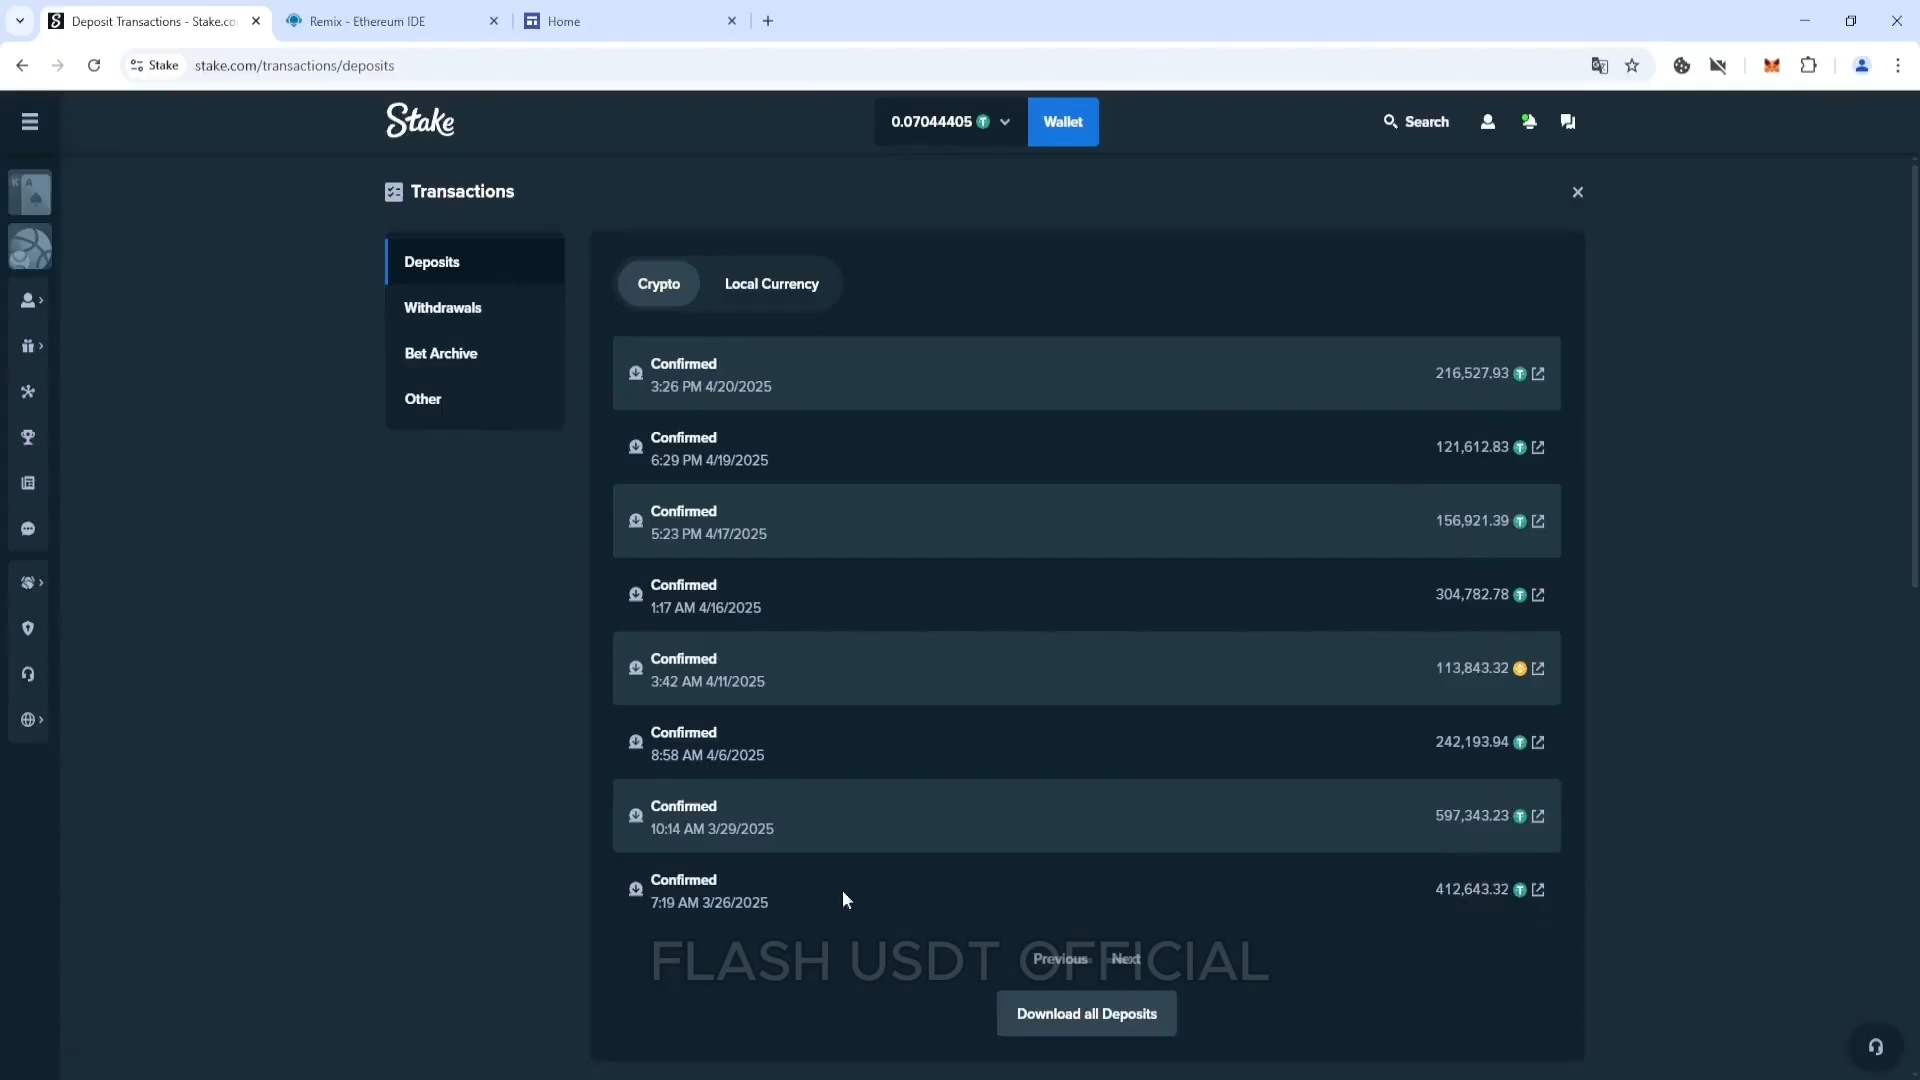 Deposit Transactions - Stake.co
Remix - Ethereum IDE
Home
Stake
stake.com/transactions/deposits
Stake
0.07044405
Wallet
Search
Transactions
Deposits
Withdrawals
Bet Archive
Other
Crypto
Local Currency
Confirmed
3:26 PM 4/20/2025
216,527.93
Confirmed
6:29 PM 4/19/2025
121,612.83
Confirmed
5:23 PM 4/17/2025
156,921.39
Confirmed
1:17 AM 4/16/2025
304,782.78
Confirmed
3:42 AM 4/11/2025
113,843.32
Confirmed
8:58 AM 4/6/2025
242,193.94
Confirmed
10:14 AM 3/29/2025
597,343.23
Confirmed
7:19 AM 3/26/2025
412,643.32
FLASH USDT OFFICIAL
Previous
Next
Download all Deposits